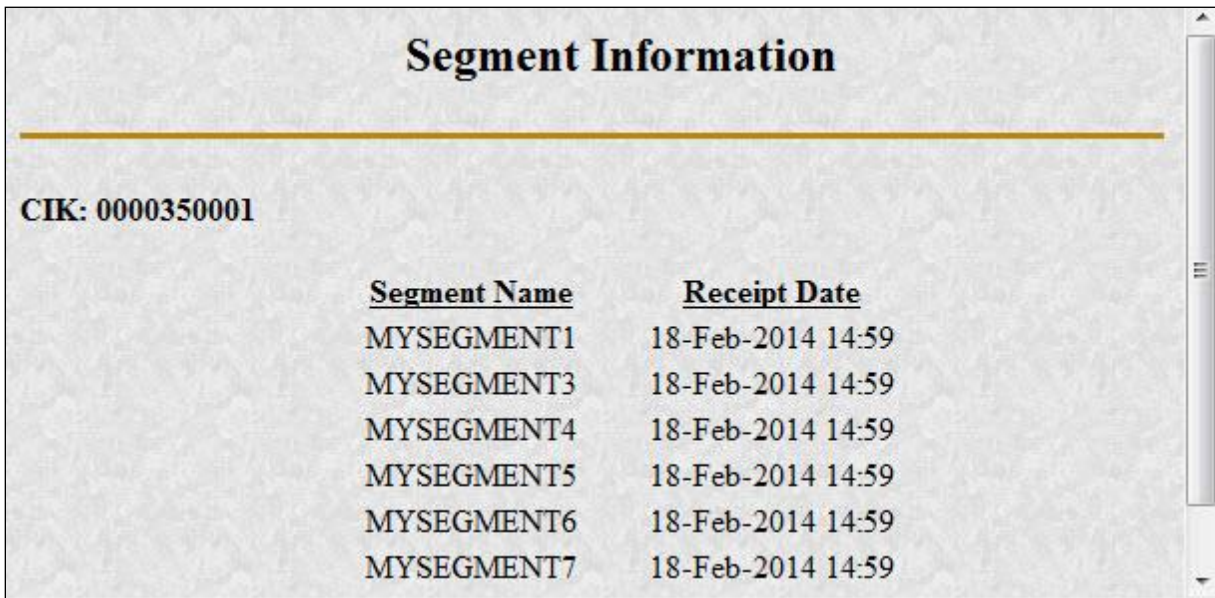 Segment Information
CIK: 0000350001
Segment Name Receipt Date
MYSEGMENT1 18-Feb-2014 14:59
MYSEGMENT3 18-Feb-2014 14:59
MYSEGMENT4 18-Feb-2014 14:59
MYSEGMENT5 18-Feb-2014 14:59
MYSEGMENT6 18-Feb-2014 14:59
MYSEGMENT7 18-Feb-2014 14:59